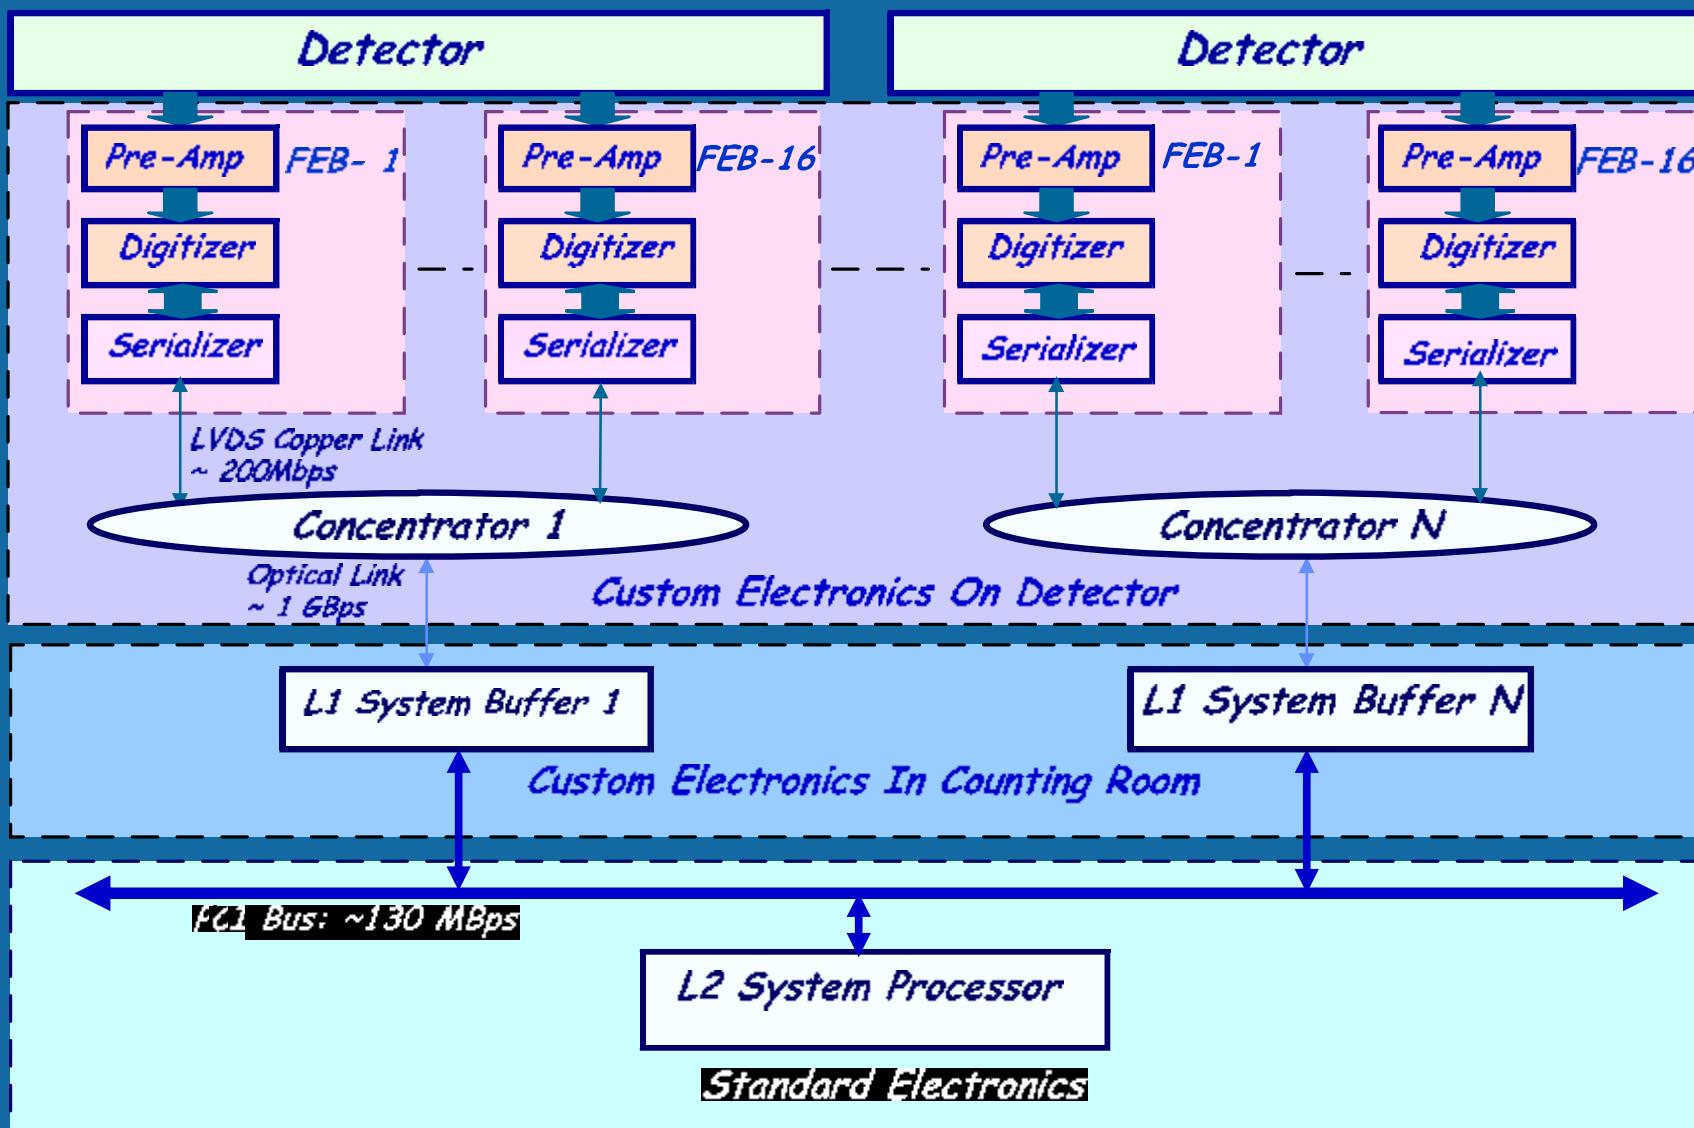 Detector
Detector
Pre-Amp
FEB- 1
Pre-Amp
FEB-16
Pre-Amp
FEB-1
Pre-Amp
FEB-16
Digitizer
Digitizer
Digitizer
Digitizer
Serializer
Serializer
Serializer
Serializer
LVDS Copper Link
~ 200Mbps
Concentrator 1
Concentrator N
Optical Link
~ 1 GBps
Custom Electronics On Detector
L1 System Buffer 1
L1 System Buffer N
Custom Electronics In Counting Room
PCI Bus: ~130 MBps
L2 System Processor
Standard Electronics